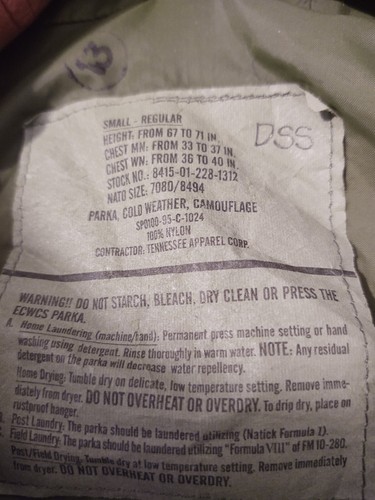 SMALL - REGULAR
HEIGHT: FROM 67 TO 71 IN.
CHEST MN: FROM 33 TO 37 IN.
CHEST WN: FROM 36 TO 40 IN.
STOCK NO.: 8415-01-228-1312
NATO SIZE: 7080/8494
PARKA, COLD WEATHER, CAMOUFLAGE
SP0100-95-C-1024
100% NYLON
CONTRACTOR: TENNESSEE APPAREL CORP.
DSS
WARNING!! DO NOT STARCH, BLEACH, DRY CLEAN OR PRESS THE
ECWCS PARKA.
A. Home Laundering (machine/hand): Permanent press machine setting or hand
washing using detergent. Rinse thoroughly in warm water. NOTE: Any residual
detergent on the parka will decrease water repellency.
Home Drying: Tumble dry on delicate, low temperature setting. Remove imme-
diately from dryer. DO NOT OVERHEAT OR OVERDRY. To drip dry, place on
rustproof hanger.
Post Laundry: The parka should be laundered utilizing (Natick Formula 1).
Field Laundry: The parka should be laundered utilizing "Formula VIII" of FM 10-280.
Post/Field Drying: Tumble dry at low temperature setting. Remove immediately
from dryer. DO NOT OVERHEAT OR OVERDRY.